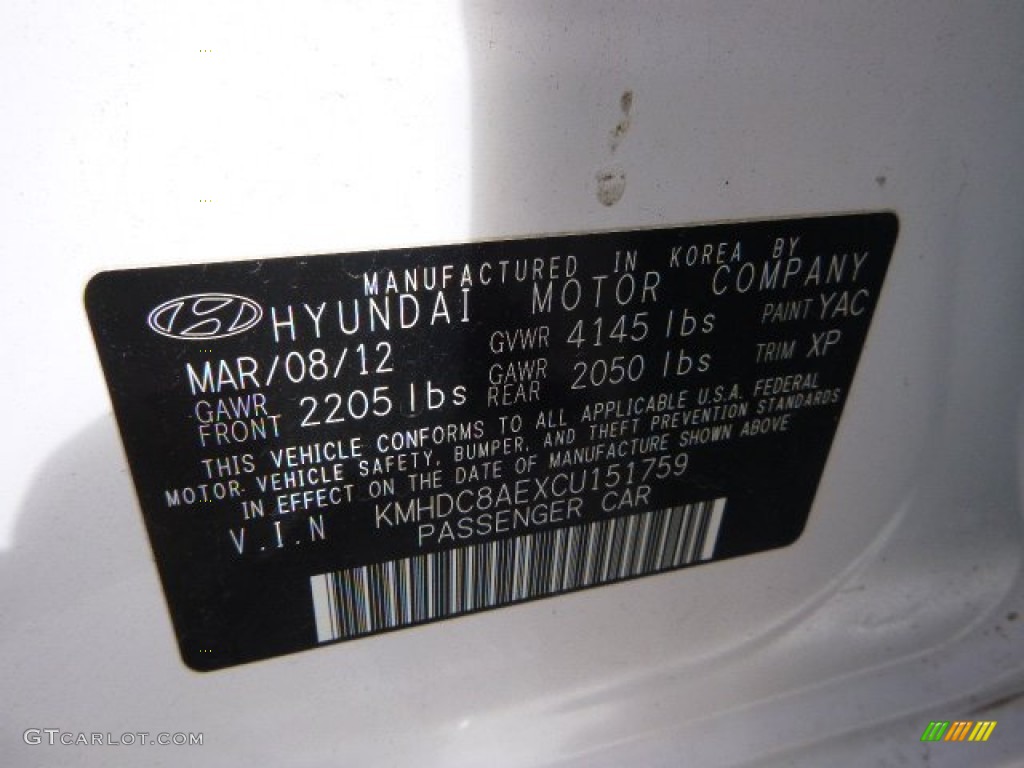 MANUFACTURED IN KOREA BY
HYUNDAI MOTOR COMPANY
MAR/08/12 GVWR 4145 lbs PAINT YAC
GAWR FRONT 2205 lbs GAWR REAR 2050 lbs TRIM XP
THIS VEHICLE CONFORMS TO ALL APPLICABLE U.S.A. FEDERAL
MOTOR VEHICLE SAFETY, BUMPER, AND THEFT PREVENTION STANDARDS
IN EFFECT ON THE DATE OF MANUFACTURE SHOWN ABOVE
V.I.N KMHDC8AEXCU151759
PASSENGER CAR
GTCARLOT.COM